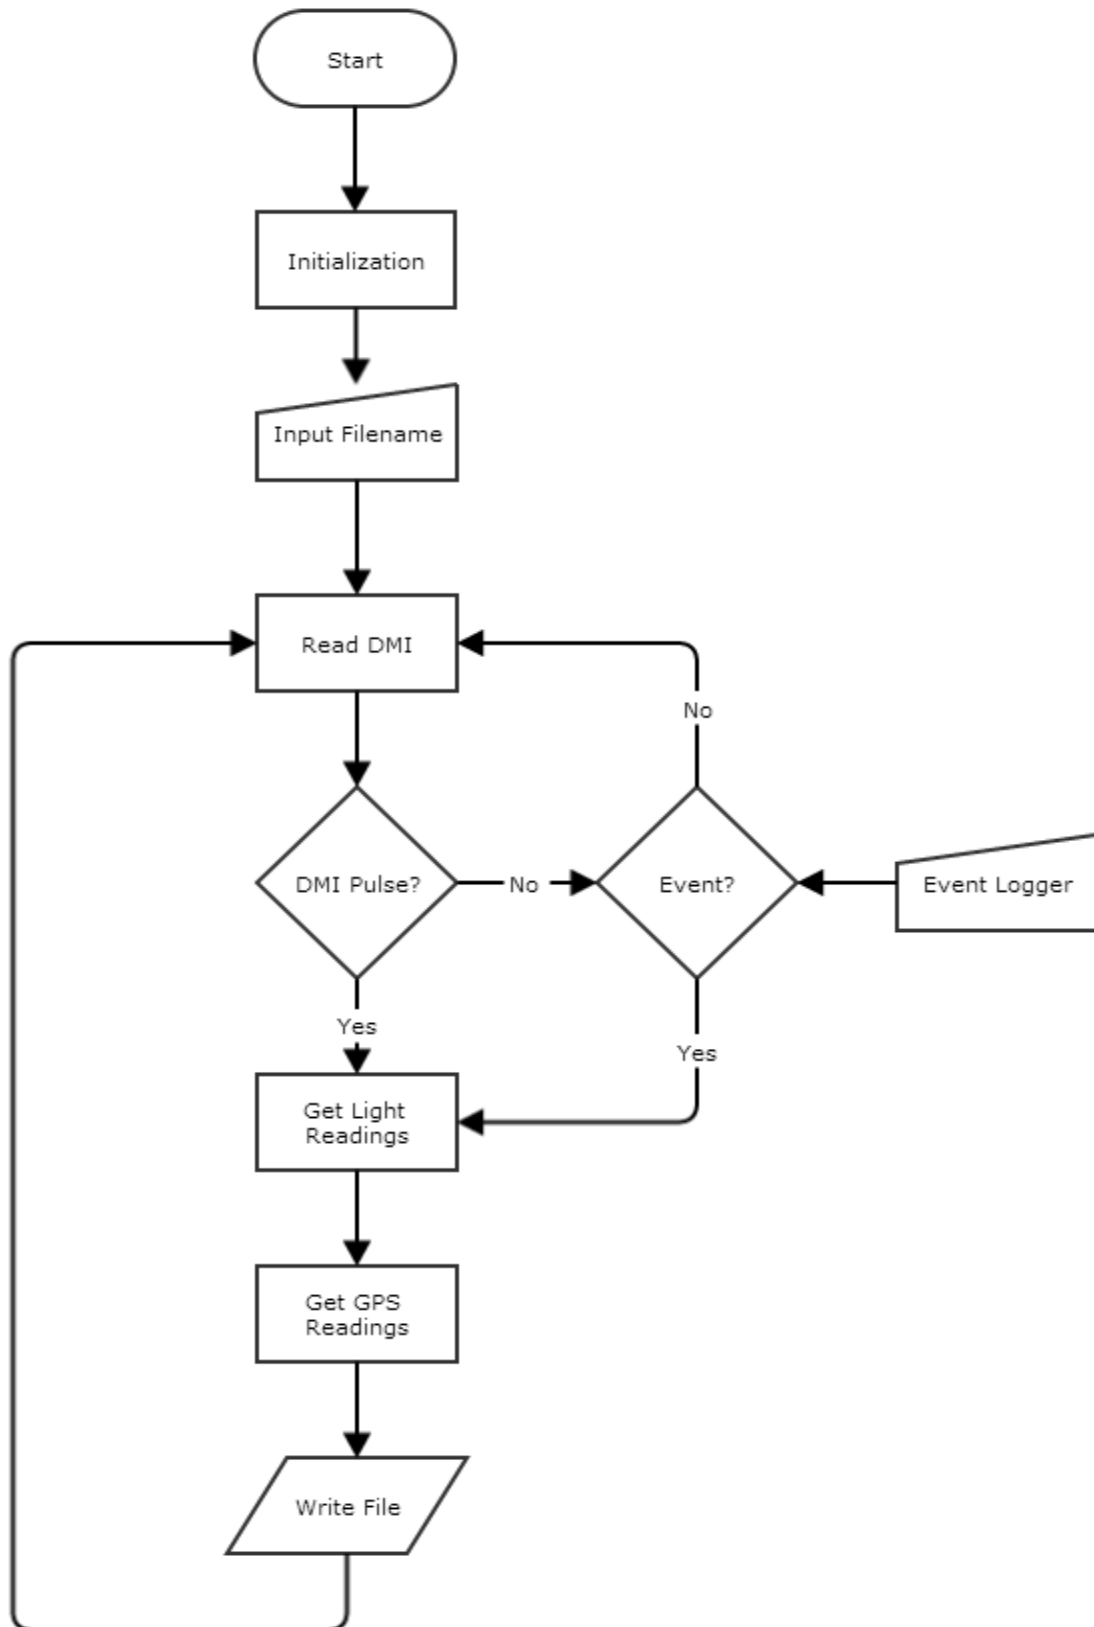 Start
Initialization
Input Filename
Read DMI
No
DMI Pulse?
No
Event?
Event Logger
Yes
Yes
Get Light
Readings
Get GPS
Readings
Write File